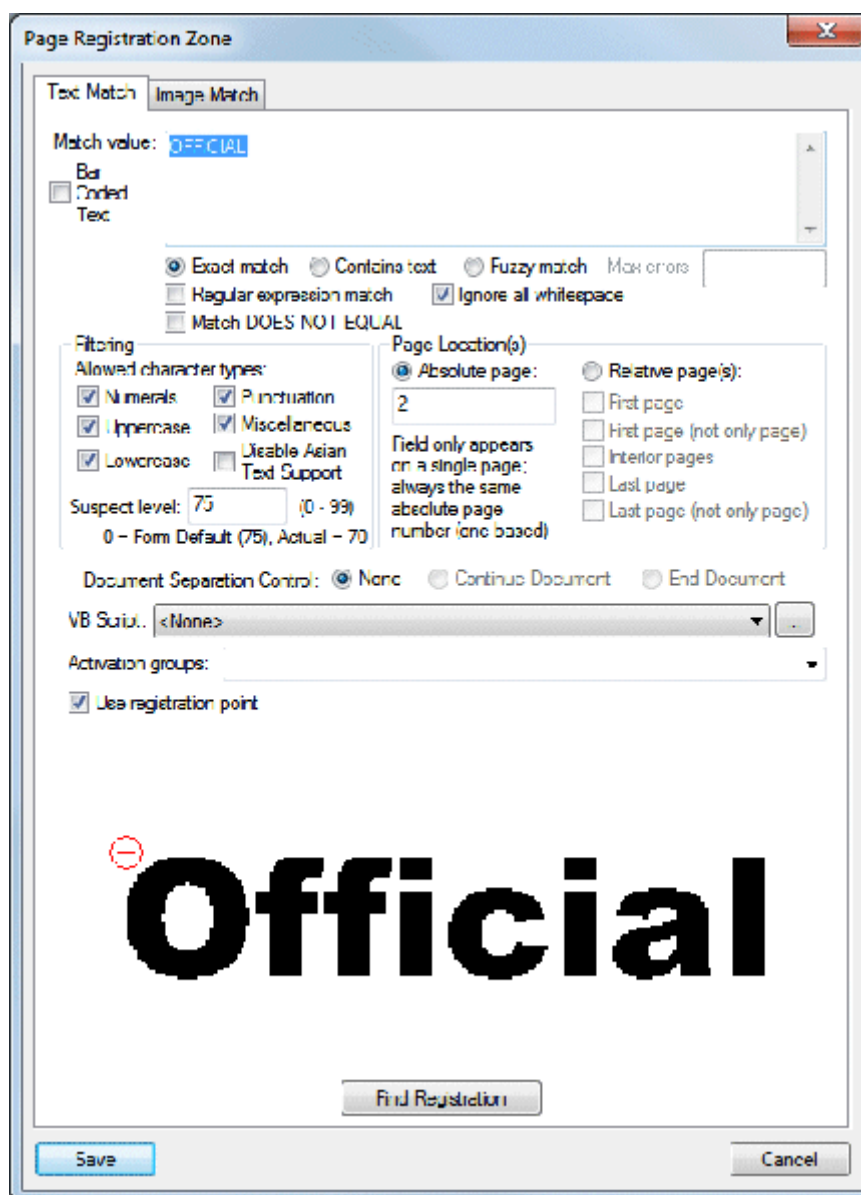 Page Registration Zone
Text Match Image Match
Match value: OFFICIAL
Bar
Coded
Text
Exact match Contains text Fuzzy match Max errors
Regular expression match Ignore all whitespace
Match DOES NOT EQUAL
Filtering
Allowed character types:
Numerals Punctuation
Uppercase Miscellaneous
Lowercase Disable Asian
Text Support
Suspect level: 75 (0 - 99)
0 = Form Default (75), Actual = 70
Page Location(s)
Absolute page: Relative page(s):
2
First page
First page (not only page)
Interior pages
Last page
Last page (not only page)
Field only appears
on a single page;
always the same
absolute page
number (one based)
Document Separation Control: None Continue Document End Document
VB Script: <None> ...
Activation groups:
Use registration point
Official
Find Registration
Save Cancel